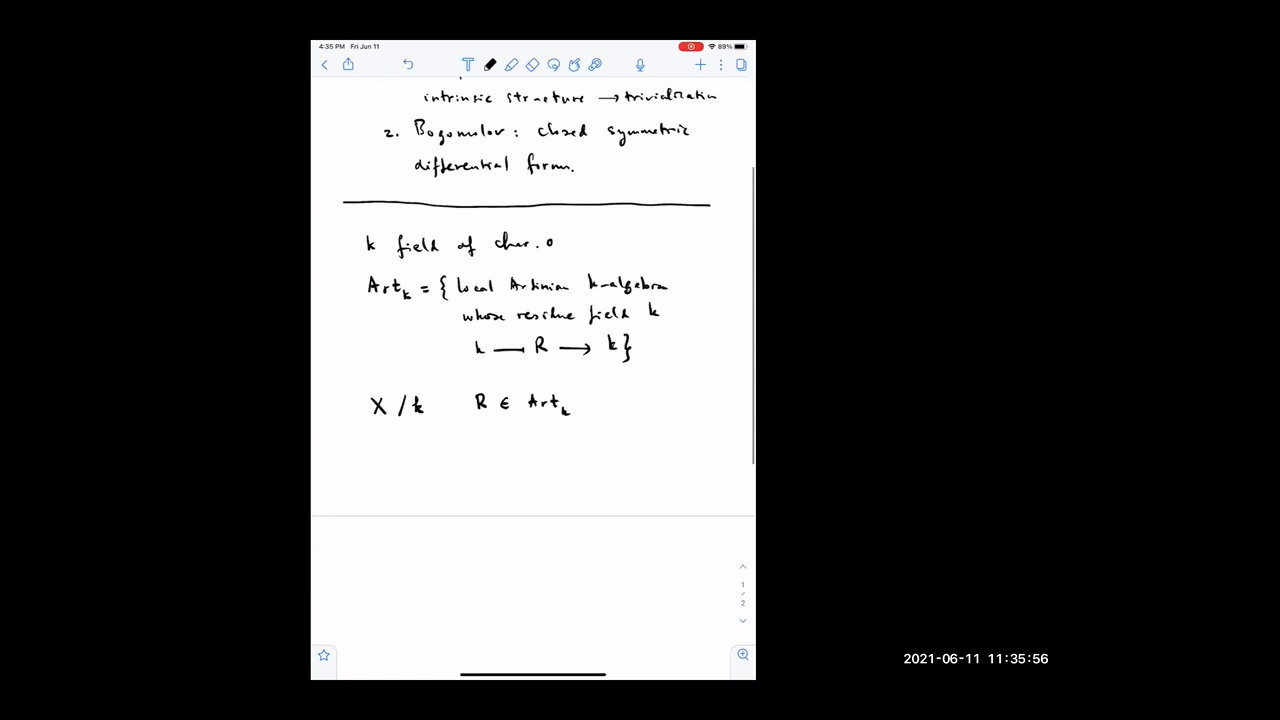 4:35 PM Fri Jun 11
89%
intrinsic structure → trivialization
2. Bogomolov : closed symmetric
differential forms.
k field of char. 0
Art_k = { local Artinian k-algebra
whose residue field k
k — R → k}
X / k R ∈ Art_k
1
/
2
2021-06-11 11:35:56